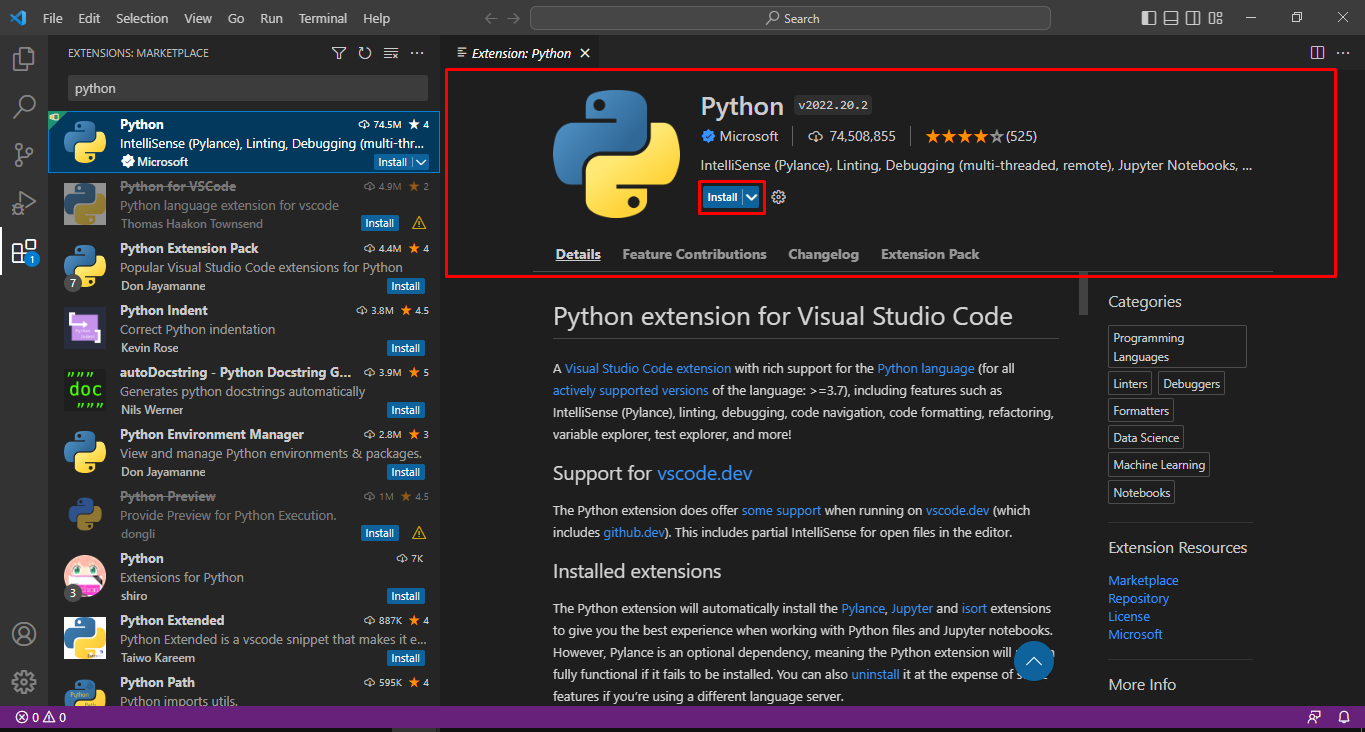 File Edit Selection View Go Run Terminal Help
Search
EXTENSIONS: MARKETPLACE
python
Python 74.5M 4
IntelliSense (Pylance), Linting, Debugging (multi-thr...
Microsoft Install
Python for VSCode 4.9M 2
Python language extension for vscode
Thomas Haakon Townsend Install
Python Extension Pack 4.4M 4
Popular Visual Studio Code extensions for Python
7
Don Jayamanne Install
Python Indent 3.8M 4.5
Correct Python indentation
Kevin Rose Install
autoDocstring - Python Docstring G... 3.9M 5
""" doc """
Generates python docstrings automatically
Nils Werner Install
Python Environment Manager 2.8M 3
View and manage Python environments & packages.
Don Jayamanne Install
Python Preview 1M 4.5
Provide Preview for Python Execution.
dongli Install
Python 7K
Extensions for Python
3
shiro Install
Python Extended 887K 4
Python Extended is a vscode snippet that makes it e...
Taiwo Kareem Install
Python Path 595K 4
Python
Python imports utils.
1
0 0
Extension: Python
Python v2022.20.2
Microsoft 74,508,855 (525)
IntelliSense (Pylance), Linting, Debugging (multi-threaded, remote), Jupyter Notebooks, ...
Install
Details Feature Contributions Changelog Extension Pack
Python extension for Visual Studio Code
A Visual Studio Code extension with rich support for the Python language (for all
actively supported versions of the language: >=3.7), including features such as
IntelliSense (Pylance), linting, debugging, code navigation, code formatting, refactoring,
variable explorer, test explorer, and more!
Support for vscode.dev
The Python extension does offer some support when running on vscode.dev (which
includes github.dev). This includes partial IntelliSense for open files in the editor.
Installed extensions
The Python extension will automatically install the Pylance, Jupyter and isort extensions
to give you the best experience when working with Python files and Jupyter notebooks.
However, Pylance is an optional dependency, meaning the Python extension will
fully functional if it fails to be installed. You can also uninstall it at the expense of
features if you're using a different language server.
Categories
Programming
Languages
Linters Debuggers
Formatters
Data Science
Machine Learning
Notebooks
Extension Resources
Marketplace
Repository
License
Microsoft
More Info